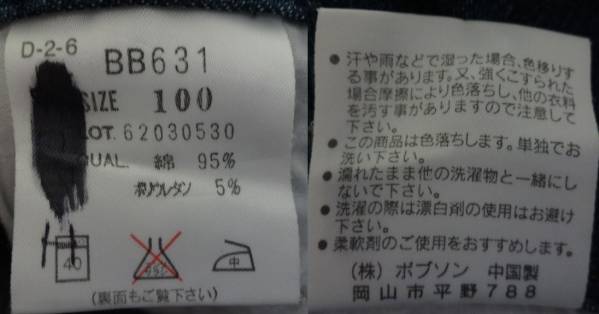 D-2-6
BB631
SIZE 100
LOT. 62030530
QUAL. 綿 95%
ポリウレタン 5%
40
中
(裏面もご覧下さい)
● 汗や雨などで湿った場合、色移りす
る事があります。又、強くこすられた
場合摩擦により色落ちし、他の衣料
を汚す事がありますので注意して
下さい。
● この商品は色落ちします。単独でお
洗い下さい。
● 濡れたまま他の洗濯物と一緒にし
ないで下さい。
● 洗濯の際は漂白剤の使用はお避け
下さい。
● 柔軟剤のご使用をおすすめします。
(株) ボブソン 中国製
岡山市平野788